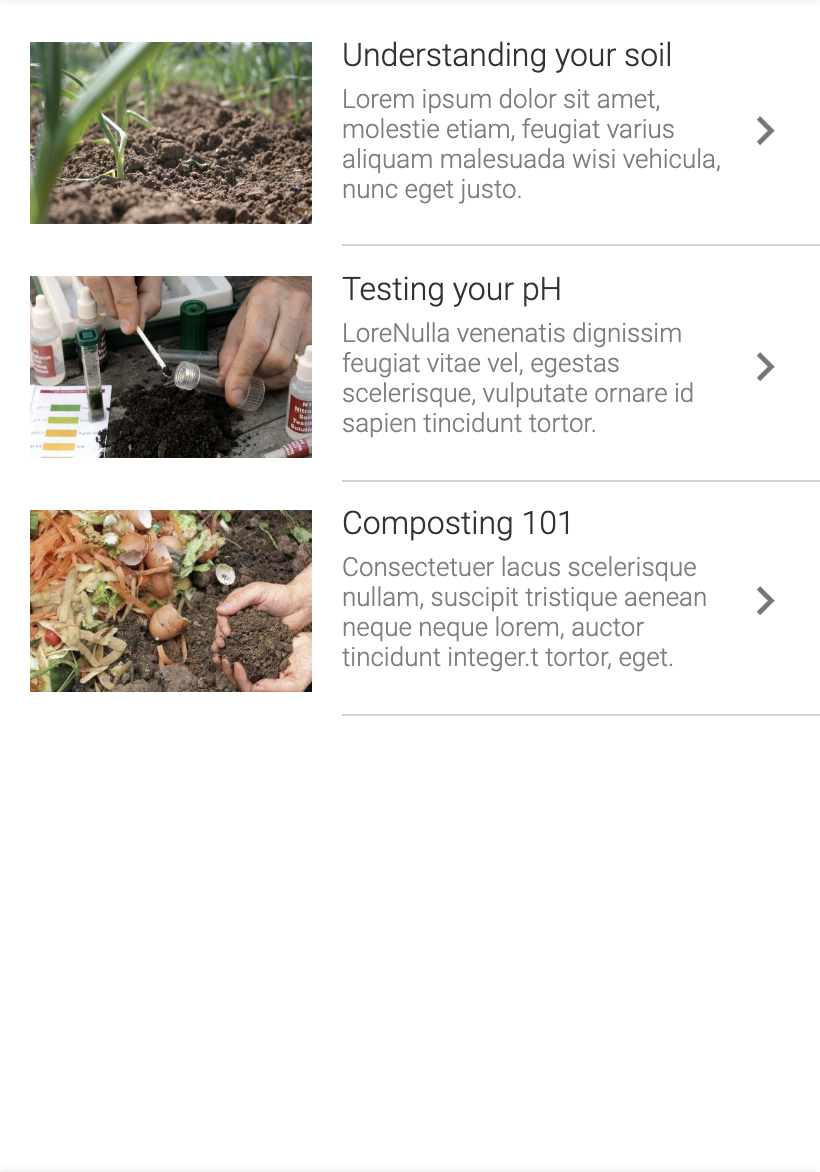 Understanding your soil
Lorem ipsum dolor sit amet,
molestie etiam, feugiat varius
aliquam malesuada wisi vehicula,
nunc eget justo.
Testing your pH
LoreNulla venenatis dignissim
feugiat vitae vel, egestas
scelerisque, vulputate ornare id
sapien tincidunt tortor.
Composting 101
Consectetuer lacus scelerisque
nullam, suscipit tristique aenean
neque neque lorem, auctor
tincidunt integer.t tortor, eget.